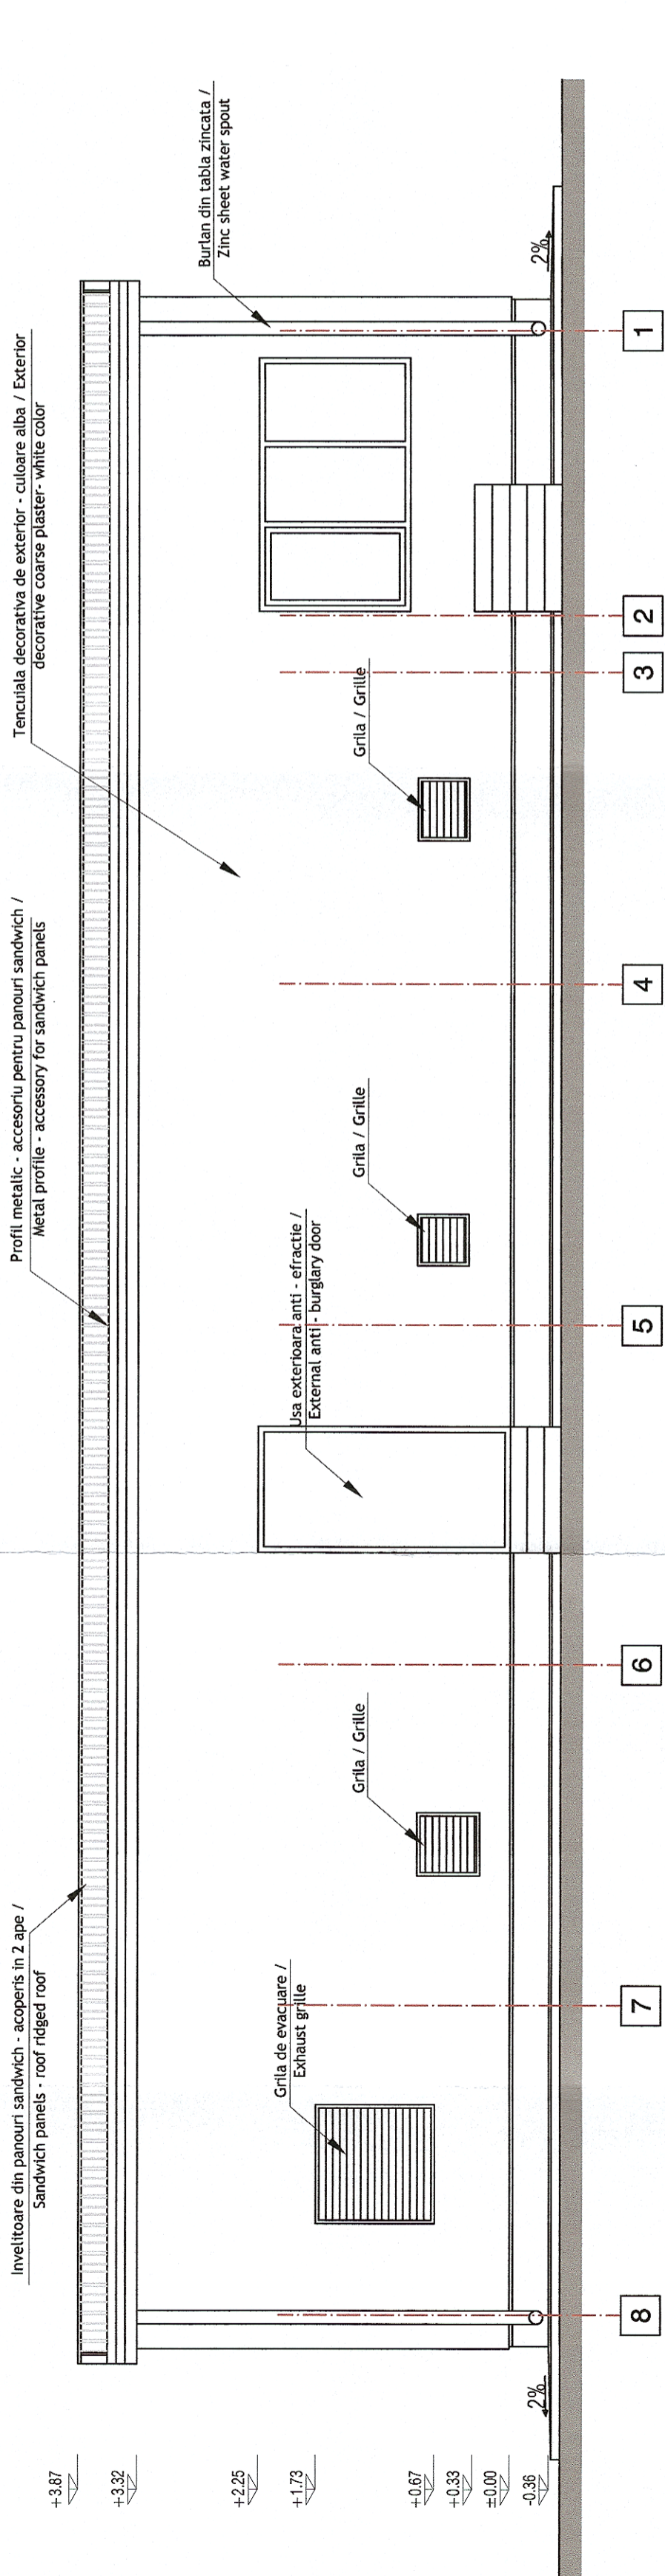 Invelitoare din panouri sandwich - acoperis in 2 ape /
Sandwich panels - roof ridged roof
Profil metalic - accesoriu pentru panouri sandwich /
Metal profile - accessory for sandwich panels
Tencuiala decorativa de exterior - culoare alba / Exterior
decorative coarse plaster- white color
Burlan din tabla zincata /
Zinc sheet water spout
Grila de evacuare /
Exhaust grille
Grila / Grille
Usa exterioara anti - efractie /
External anti - burglary door
Grila / Grille
Grila / Grille
+3.87
+3.32
+2.25
+1.73
+0.67
+0.33
±0.00
-0.36
2%
2%
8
7
6
5
4
3
2
1